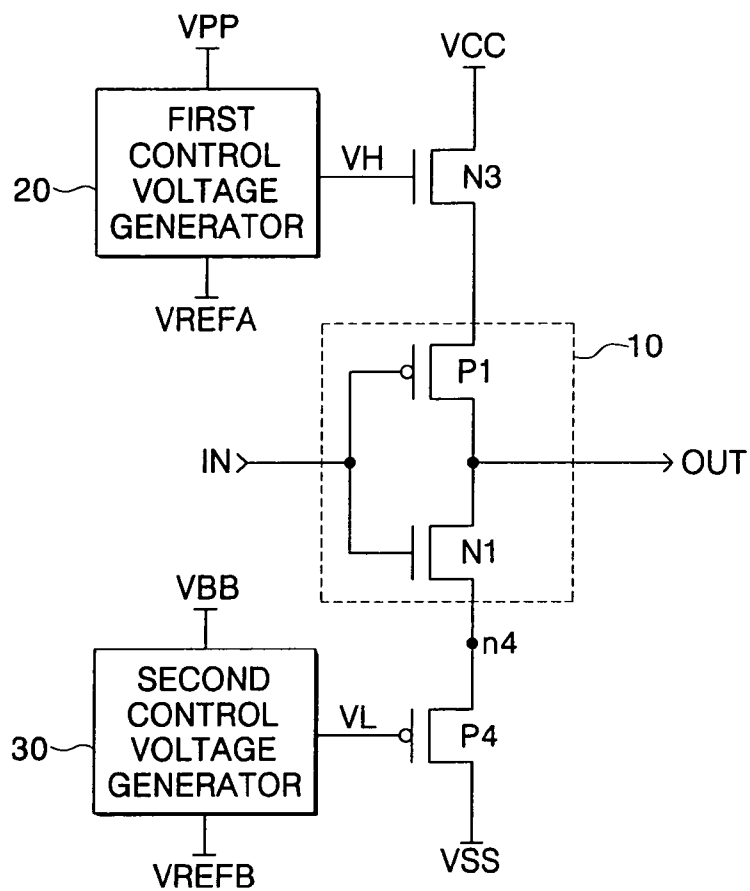 VPP
VCC
FIRST
CONTROL
VOLTAGE
GENERATOR
20
VH
N3
VREFA
10
P1
IN
OUT
N1
VBB
n4
SECOND
CONTROL
VOLTAGE
GENERATOR
30
VL
P4
VREFB
VSS